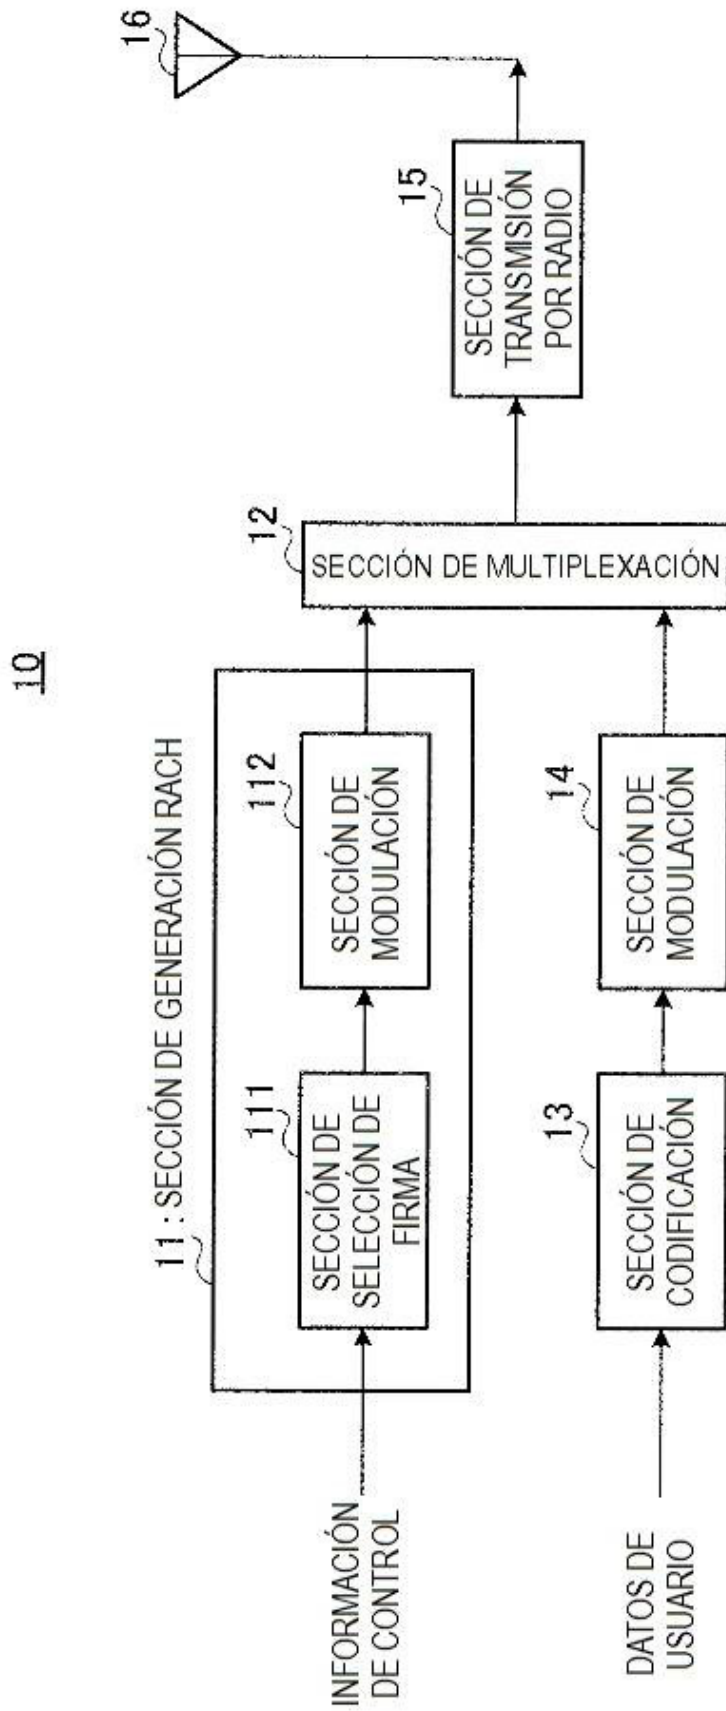 10
16
11 : SECCIÓN DE GENERACIÓN RACH
111
SECCIÓN DE
SELECCIÓN DE
FIRMA
112
SECCIÓN DE
MODULACIÓN
12
SECCIÓN DE MULTIPLEXACIÓN
15
SECCIÓN DE
TRANSMISIÓN
POR RADIO
INFORMACIÓN
DE CONTROL
13
SECCIÓN DE
CODIFICACIÓN
14
SECCIÓN DE
MODULACIÓN
DATOS DE
USUARIO